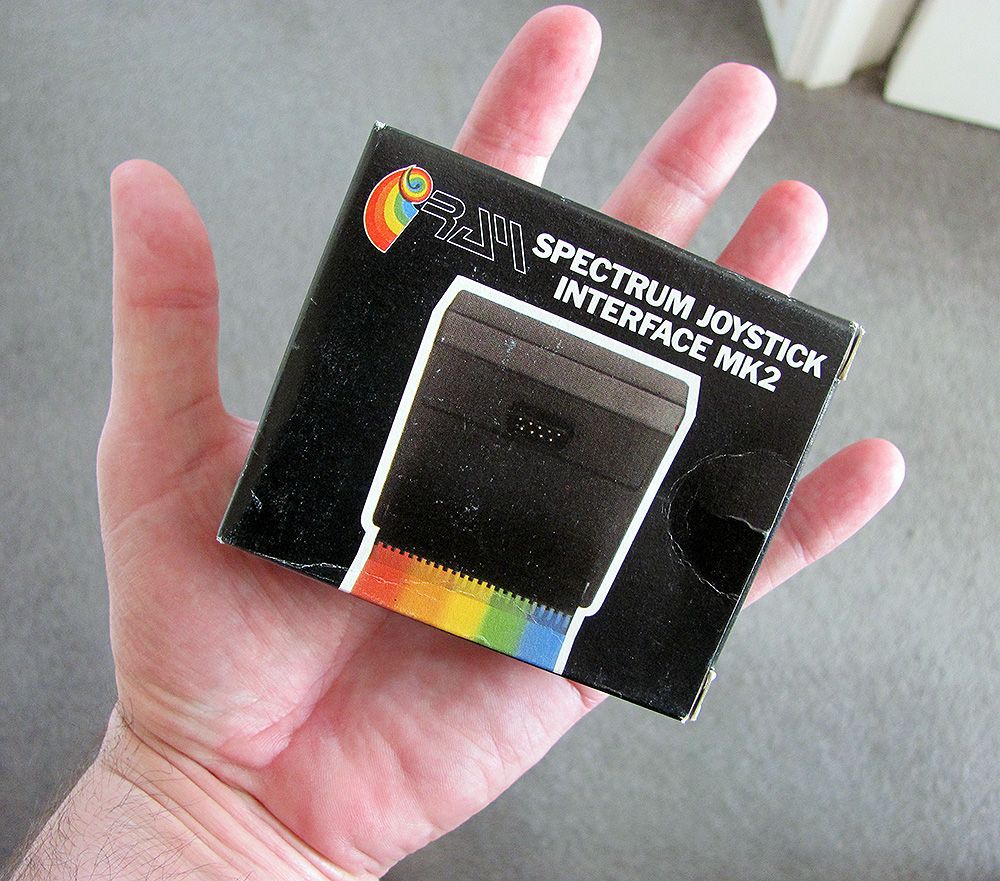 RAM
SPECTRUM JOYSTICK
INTERFACE MK2